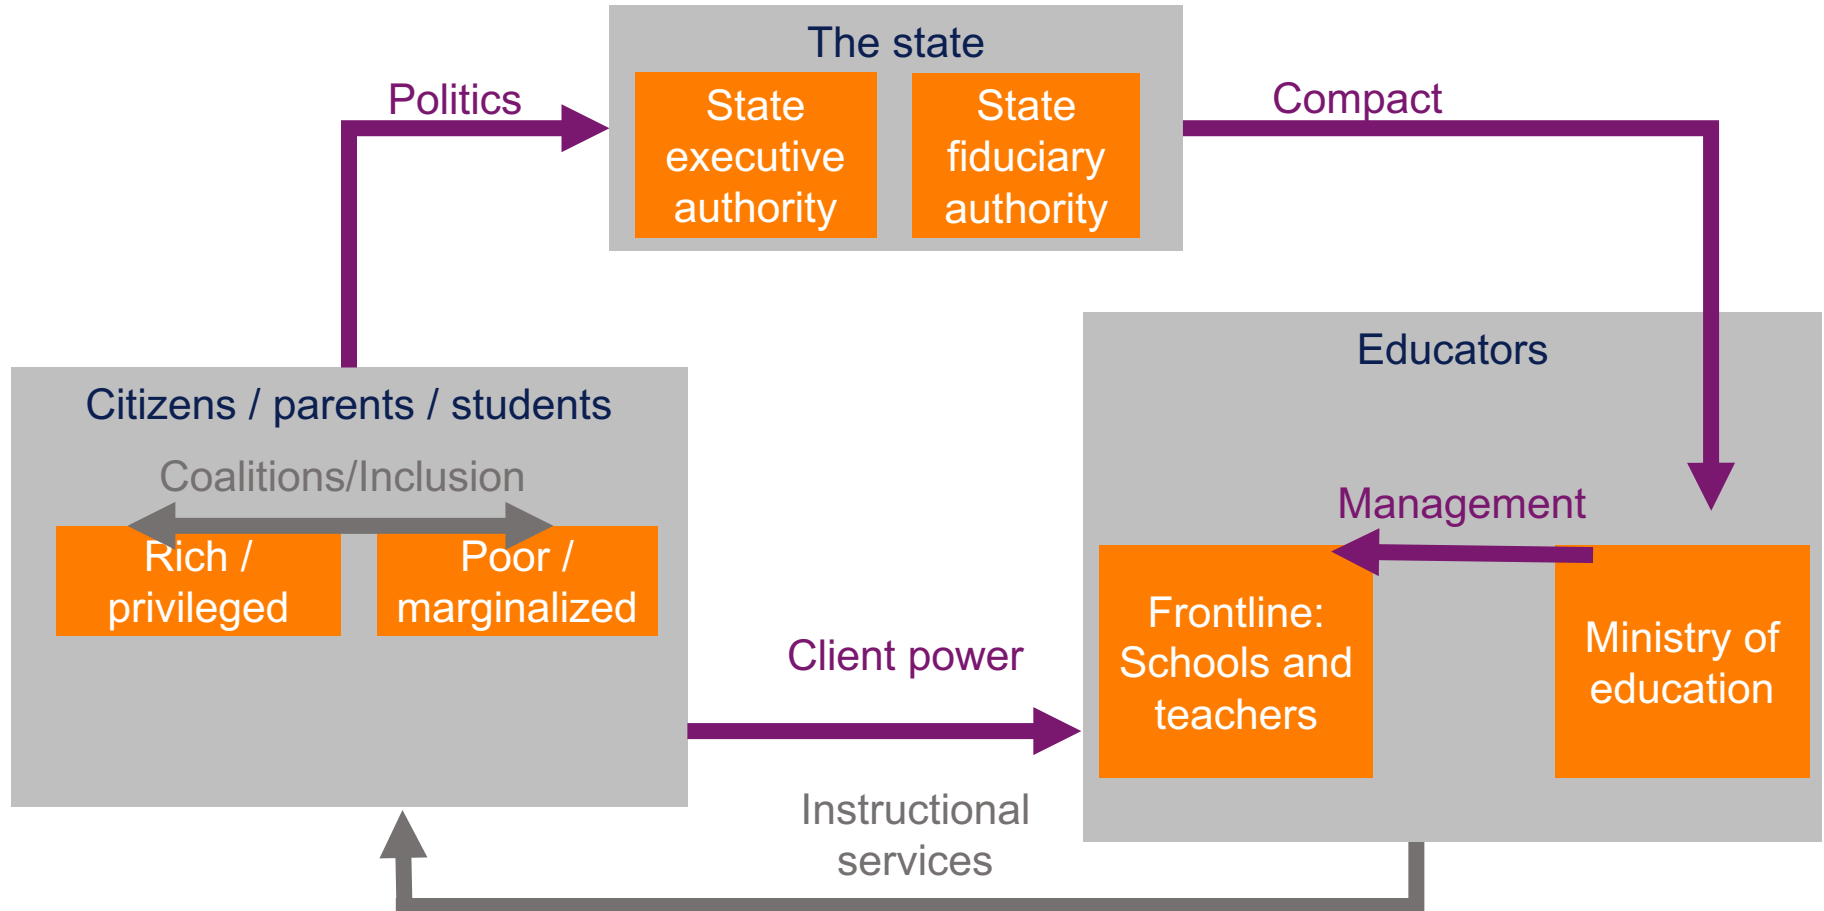 The state
Politics
State
executive
authority
State
fiduciary
authority
Compact
Citizens / parents / students
Coalitions/Inclusion
Rich /
privileged
Poor /
marginalized
Educators
Management
Frontline:
Schools and
teachers
Ministry of
education
Client power
Instructional
services